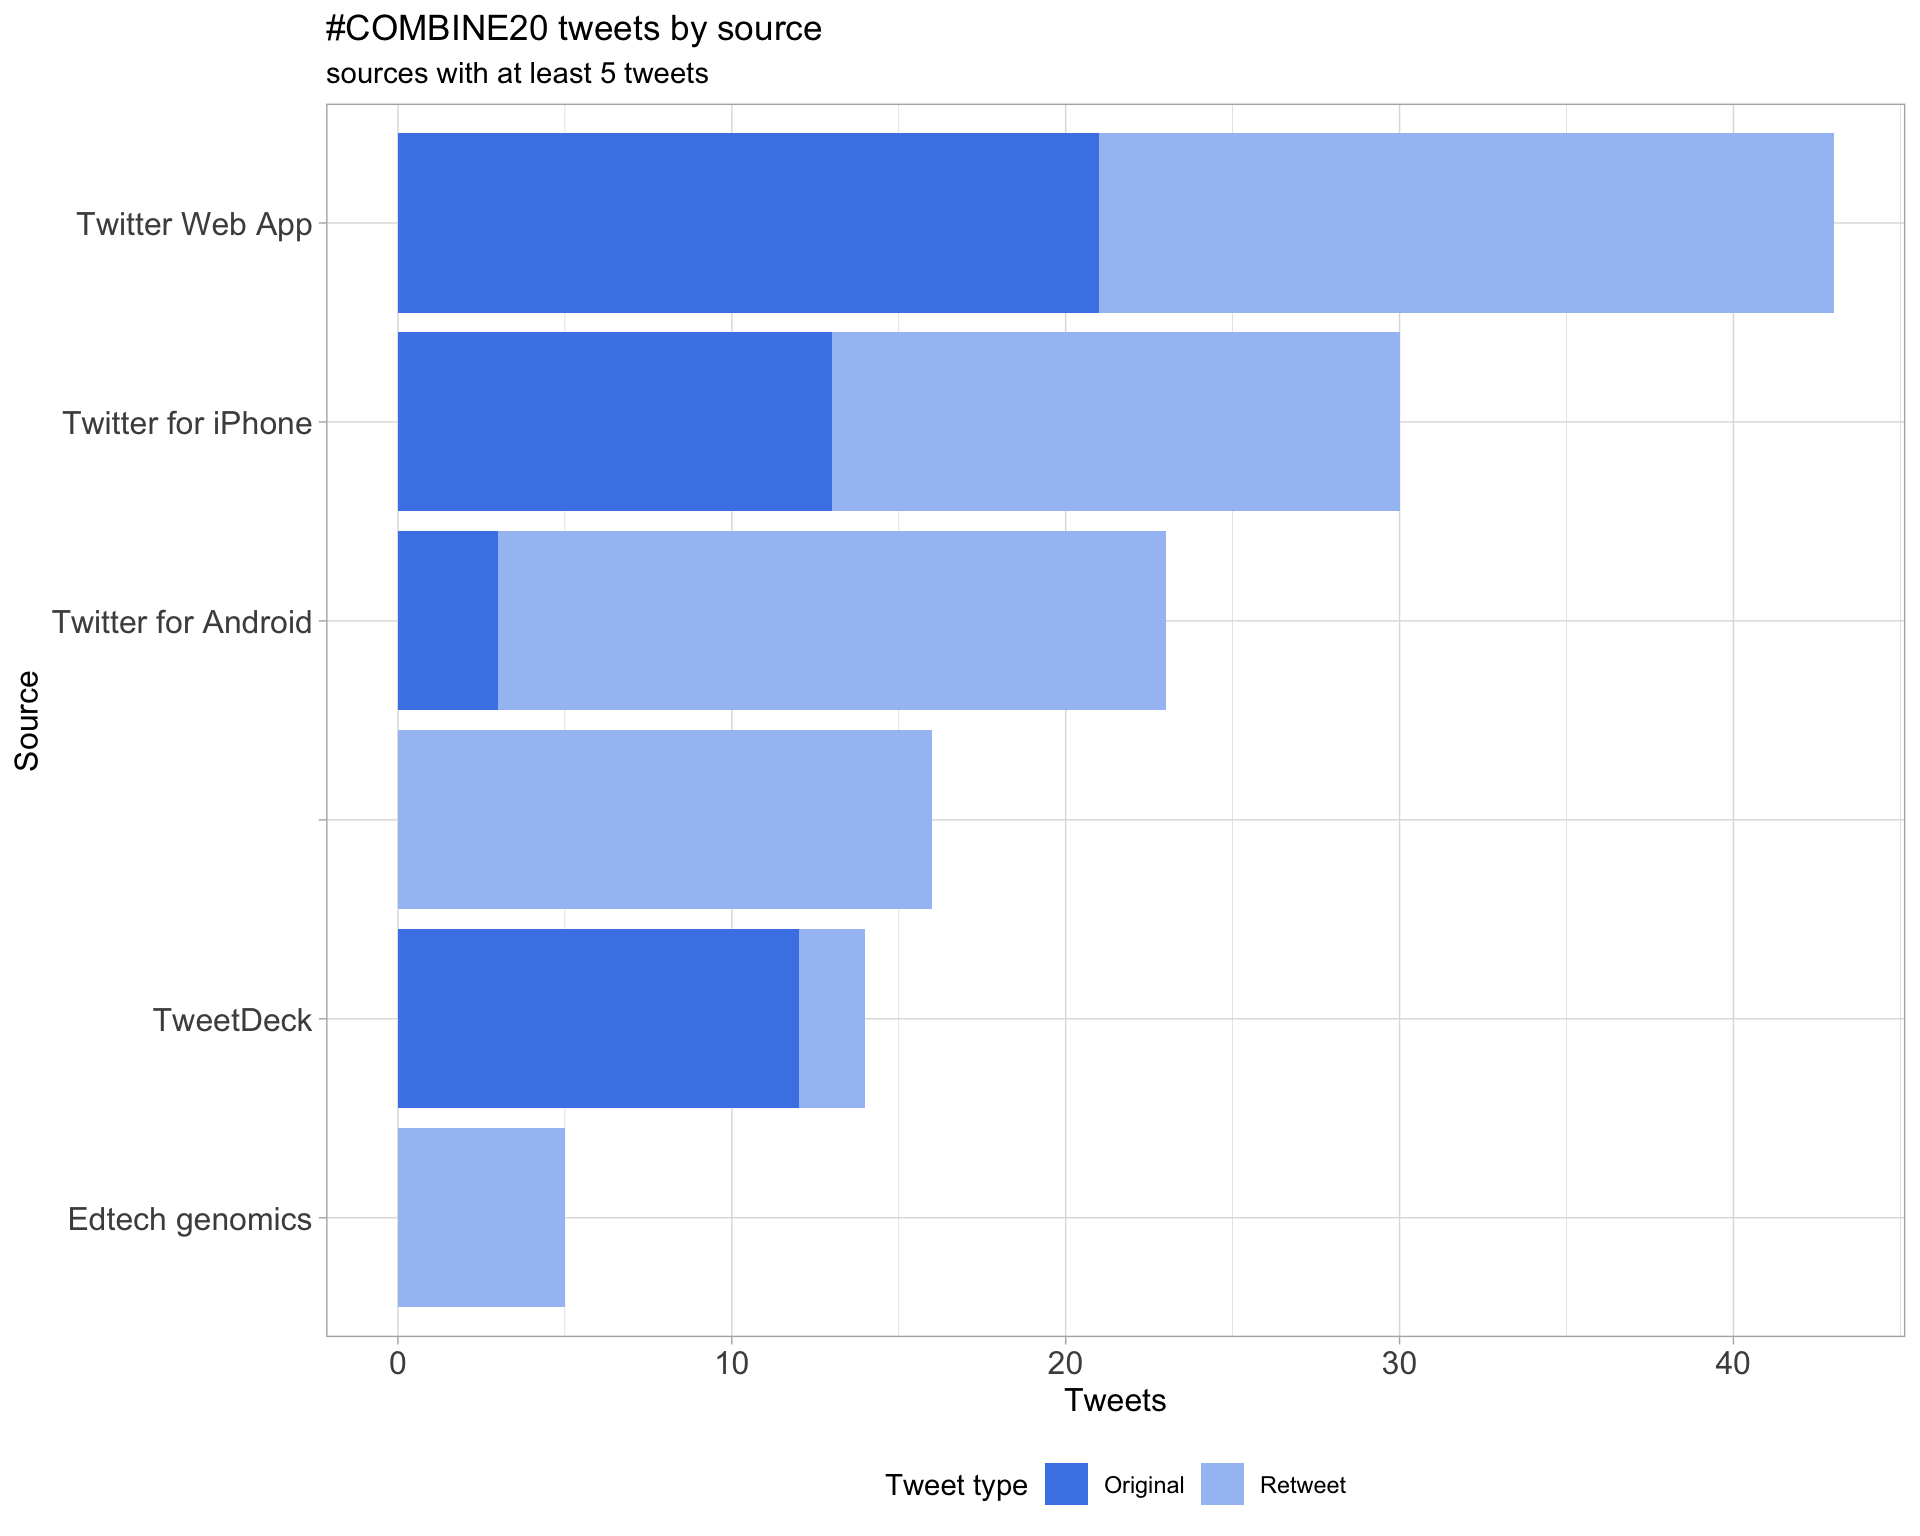 #COMBINE20 tweets by source
sources with at least 5 tweets
Source
Twitter Web App
Twitter for iPhone
Twitter for Android
TweetDeck
Edtech genomics
0 10 20 30 40
Tweets
Tweet type Original Retweet